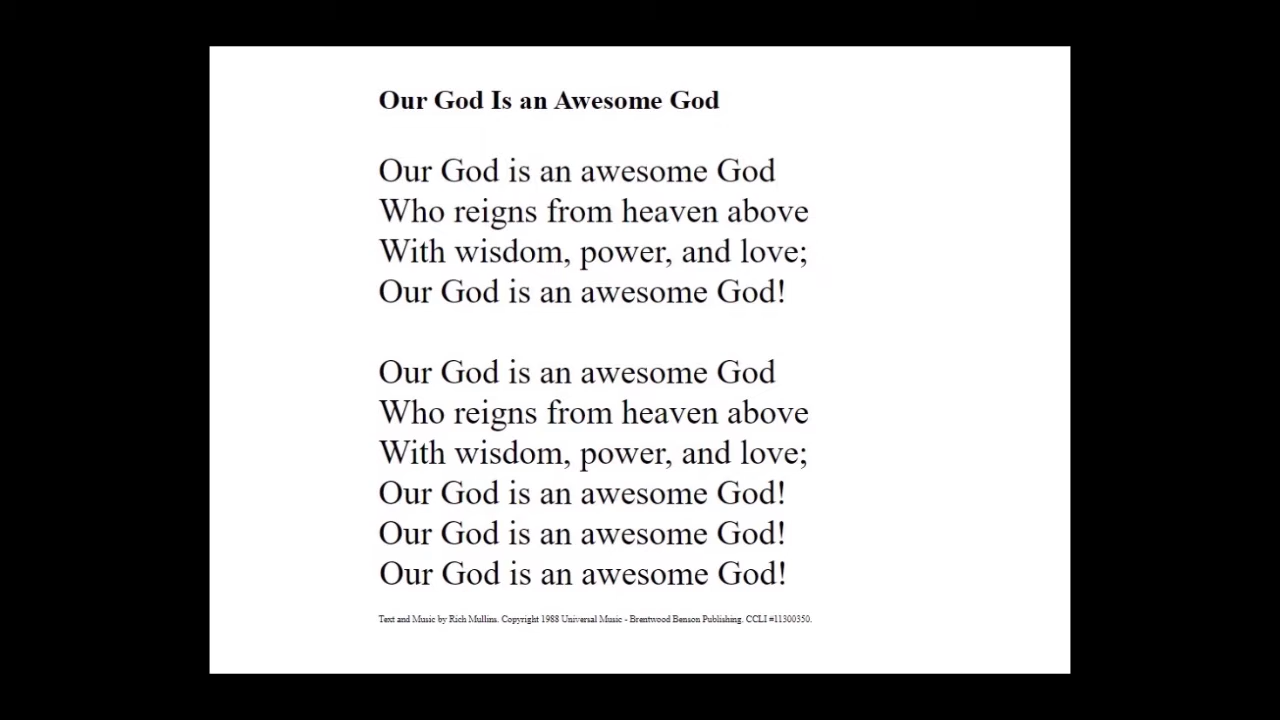 Our God Is an Awesome God
Our God is an awesome God
Who reigns from heaven above
With wisdom, power, and love;
Our God is an awesome God!
Our God is an awesome God
Who reigns from heaven above
With wisdom, power, and love;
Our God is an awesome God!
Our God is an awesome God!
Our God is an awesome God!
Text and Music by Rich Mullins. Copyright 1988 Universal Music - Brentwood Benson Publishing. CCLI #11300350.